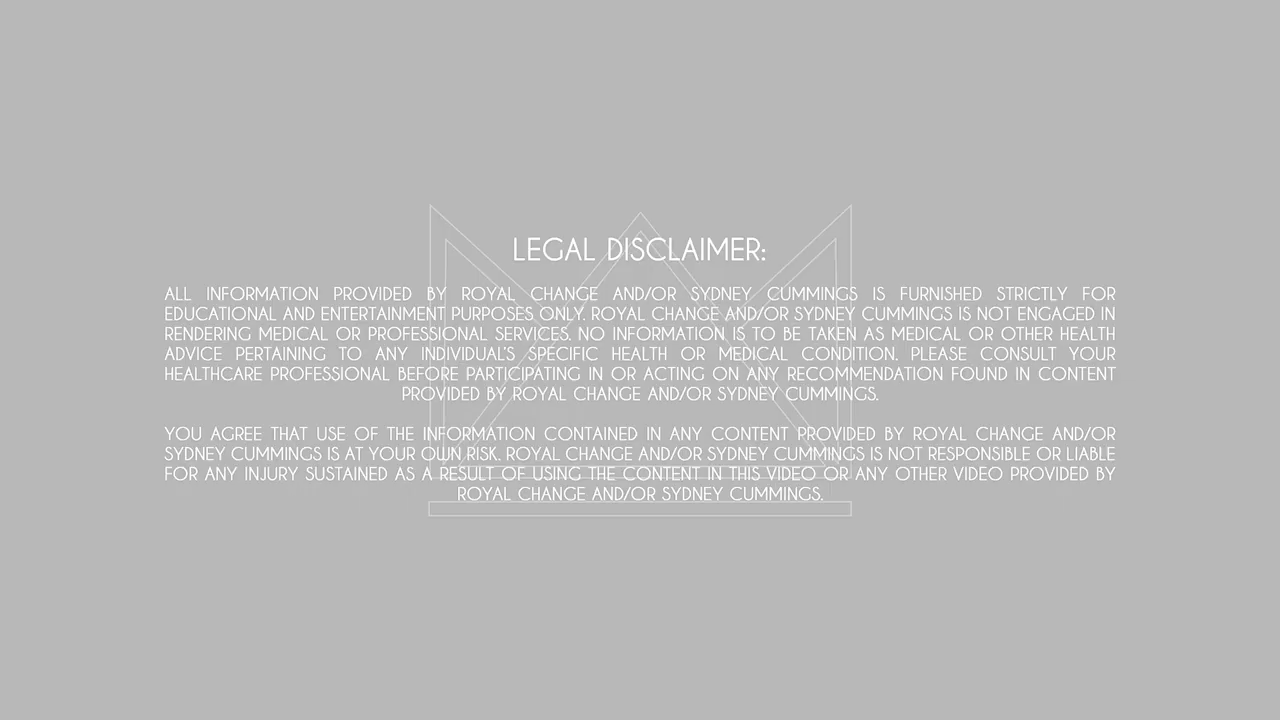 LEGAL DISCLAIMER:
ALL INFORMATION PROVIDED BY ROYAL CHANGE AND/OR SYDNEY CUMMINGS IS FURNISHED STRICTLY FOR
EDUCATIONAL AND ENTERTAINMENT PURPOSES ONLY. ROYAL CHANGE AND/OR SYDNEY CUMMINGS IS NOT ENGAGED IN
RENDERING MEDICAL OR PROFESSIONAL SERVICES. NO INFORMATION IS TO BE TAKEN AS MEDICAL OR OTHER HEALTH
ADVICE PERTAINING TO ANY INDIVIDUAL'S SPECIFIC HEALTH OR MEDICAL CONDITION. PLEASE CONSULT YOUR
HEALTHCARE PROFESSIONAL BEFORE PARTICIPATING IN OR ACTING ON ANY RECOMMENDATION FOUND IN CONTENT
PROVIDED BY ROYAL CHANGE AND/OR SYDNEY CUMMINGS.
YOU AGREE THAT USE OF THE INFORMATION CONTAINED IN ANY CONTENT PROVIDED BY ROYAL CHANGE AND/OR
SYDNEY CUMMINGS IS AT YOUR OWN RISK. ROYAL CHANGE AND/OR SYDNEY CUMMINGS IS NOT RESPONSIBLE OR LIABLE
FOR ANY INJURY SUSTAINED AS A RESULT OF USING THE CONTENT IN THIS VIDEO OR ANY OTHER VIDEO PROVIDED BY
ROYAL CHANGE AND/OR SYDNEY CUMMINGS.